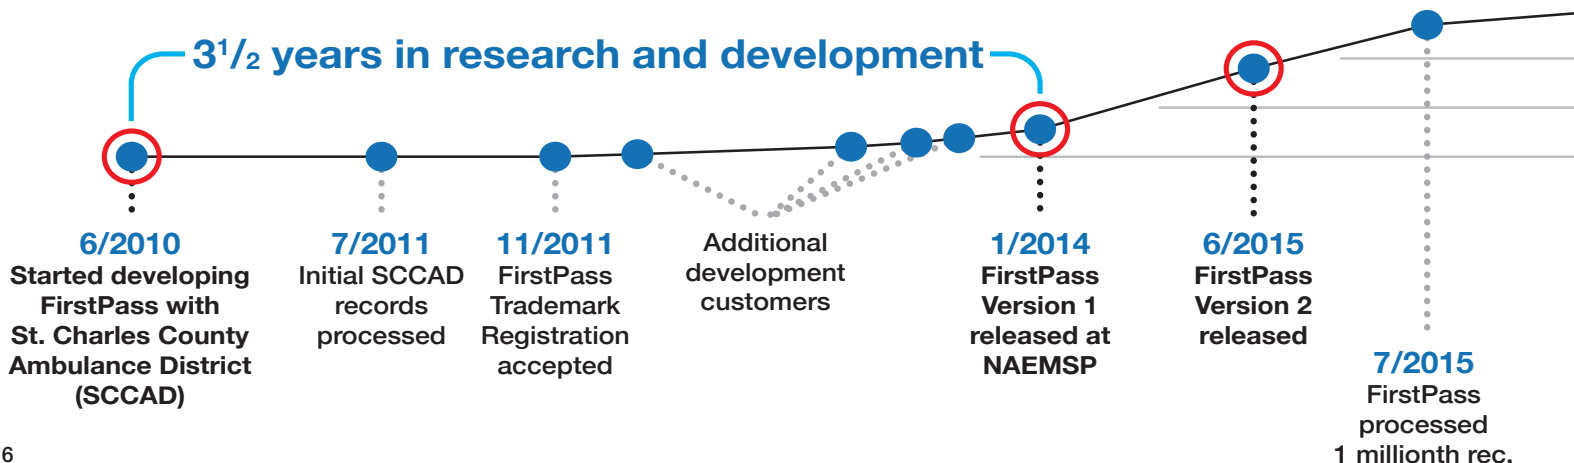 3 1/2 years in research and development
6/2010
Started developing
FirstPass with
St. Charles County
Ambulance District
(SCCAD)
7/2011
Initial SCCAD
records
processed
11/2011
FirstPass
Trademark
Registration
accepted
Additional
development
customers
1/2014
FirstPass
Version 1
released at
NAEMSP
6/2015
FirstPass
Version 2
released
7/2015
FirstPass
processed
1 millionth rec.
6